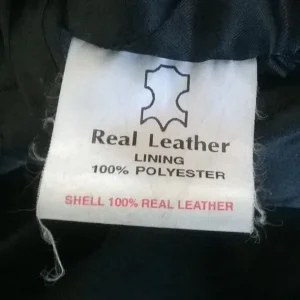 Real Leather
LINING
100% POLYESTER
SHELL 100% REAL LEATHER